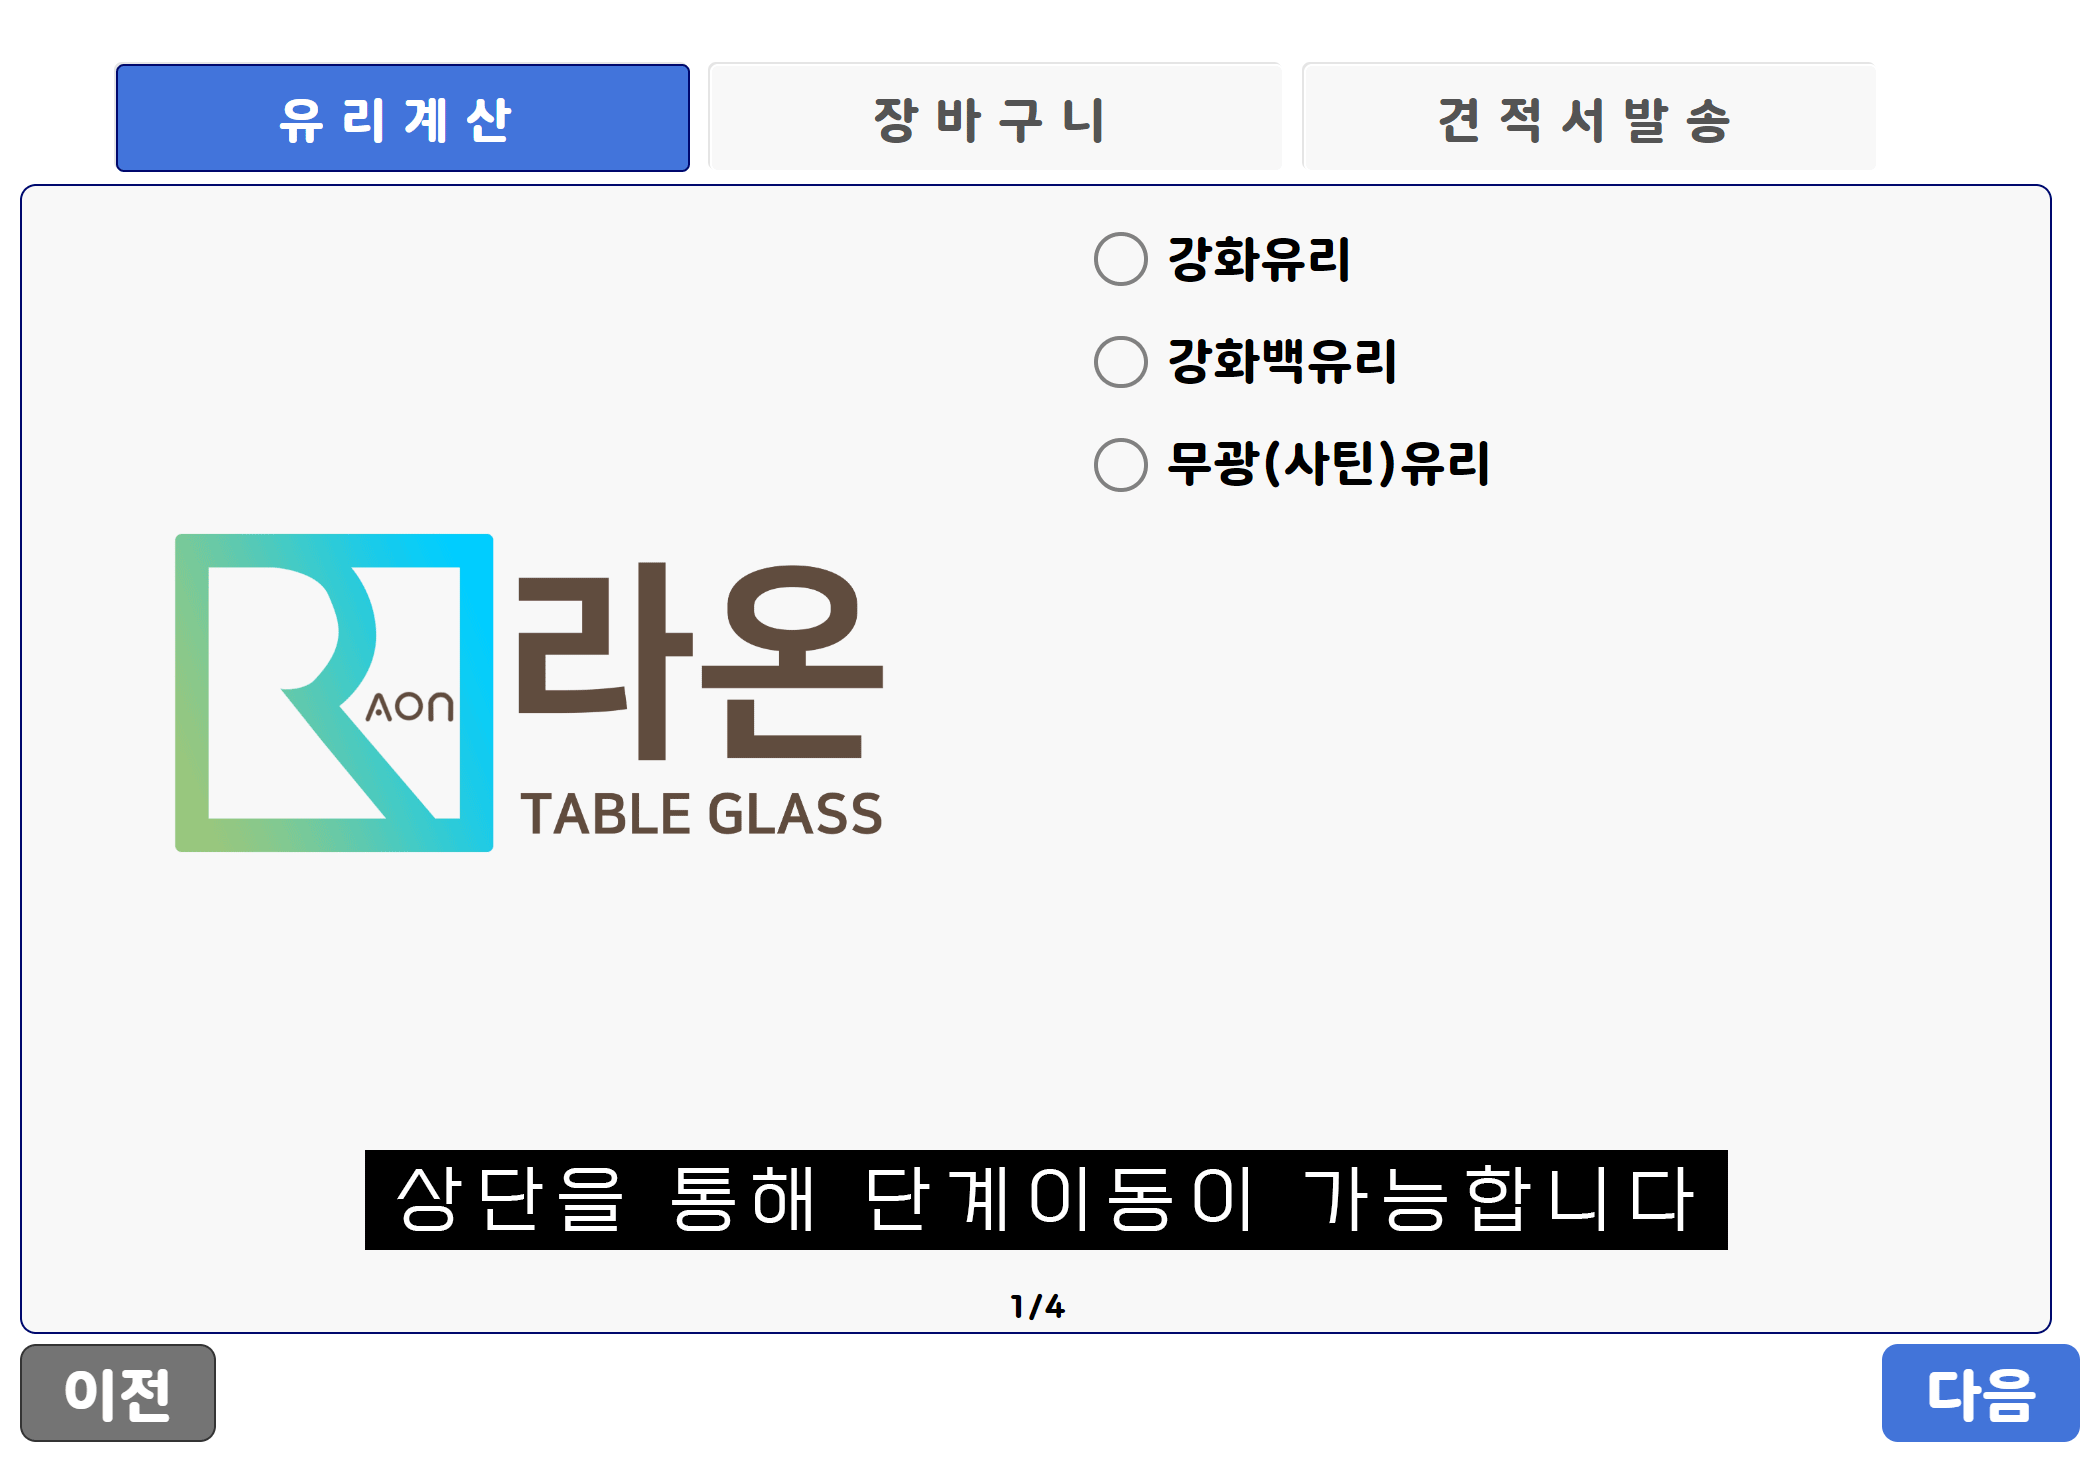 유리계산 장바구니 견적서발송
강화유리
강화백유리
무광(사틴)유리
라온
AON
TABLE GLASS
상단을 통해 단계이동이 가능합니다
1/4
이전 다음